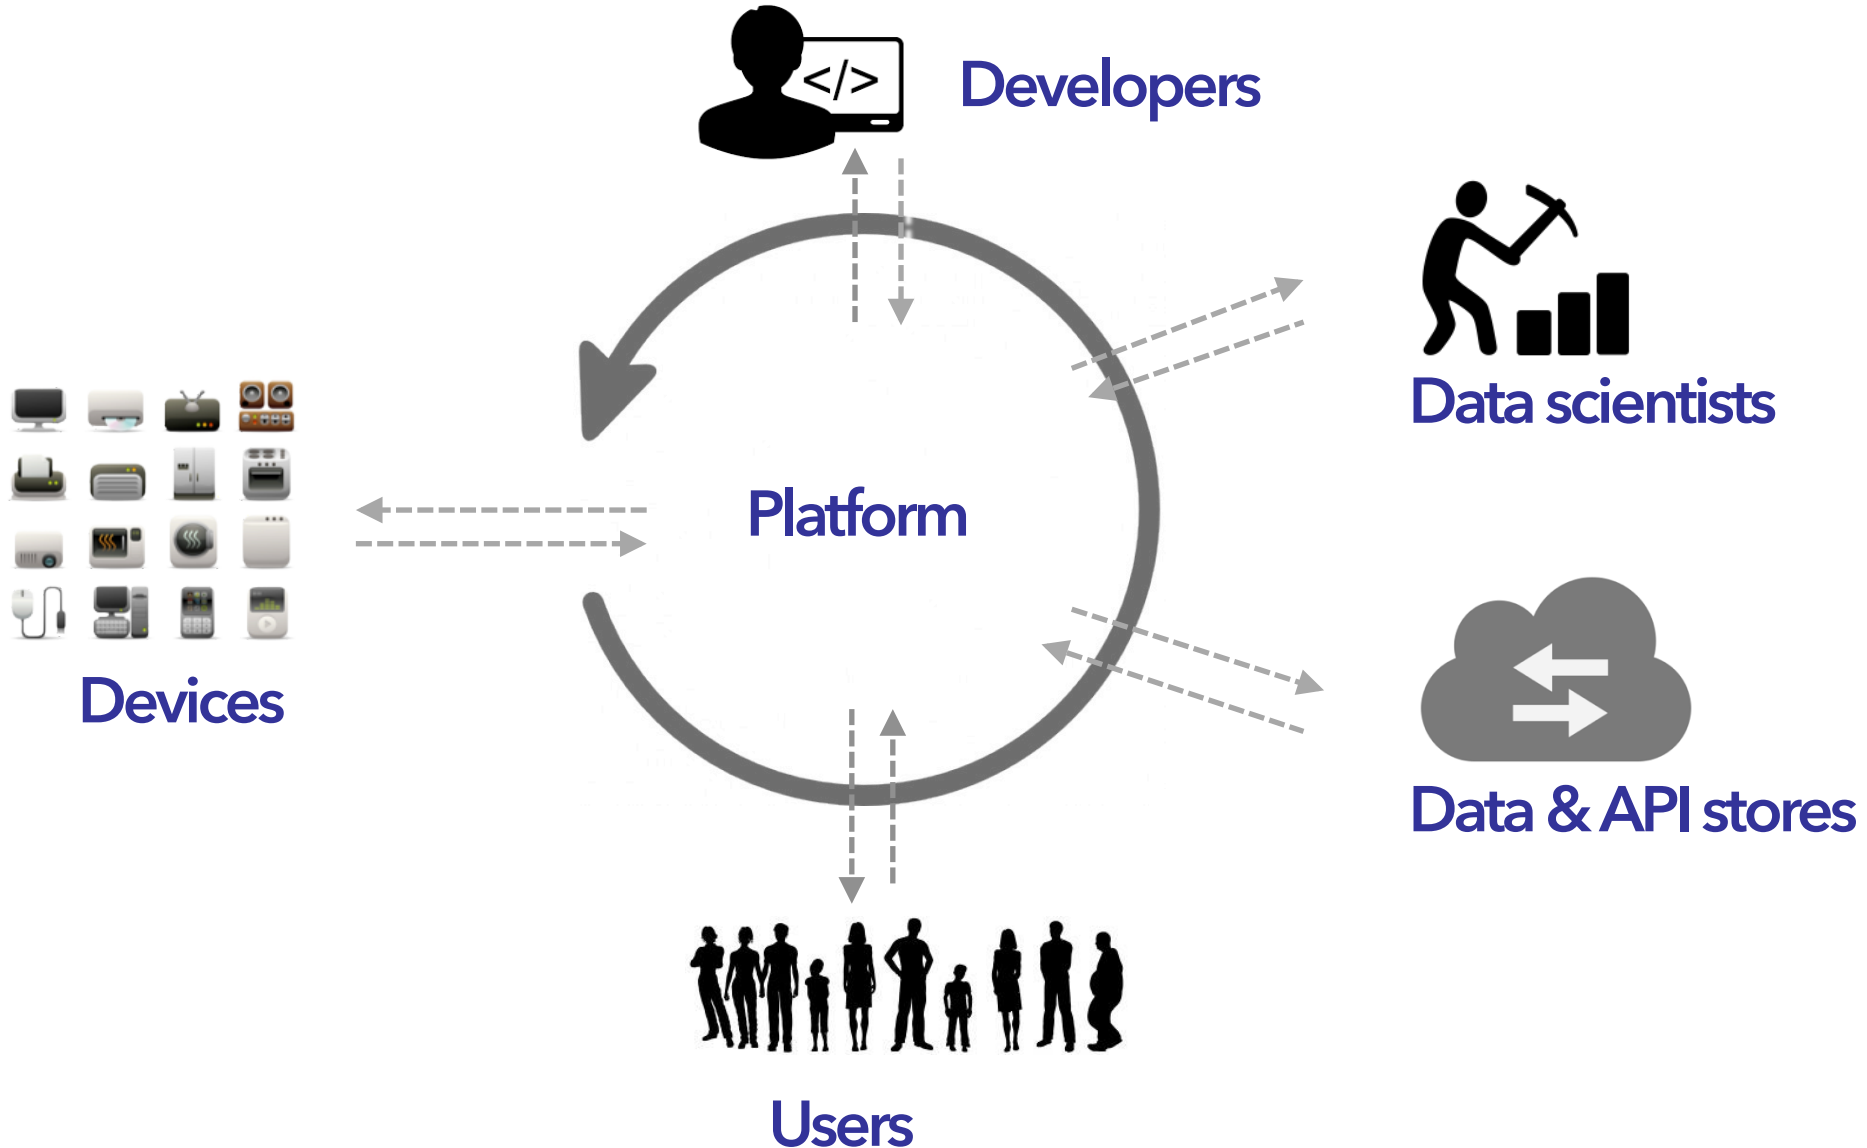 </>
Developers
Data scientists
Platform
Devices
Data & API stores
Users